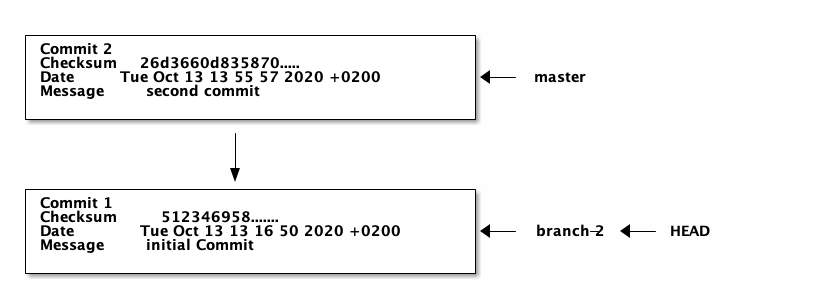 Commit 2
Checksum 26d3660d835870.....
Date Tue Oct 13 13 55 57 2020 +0200
Message second commit
master
Commit 1
Checksum 512346958.......
Date Tue Oct 13 13 16 50 2020 +0200
Message initial Commit
branch-2
HEAD